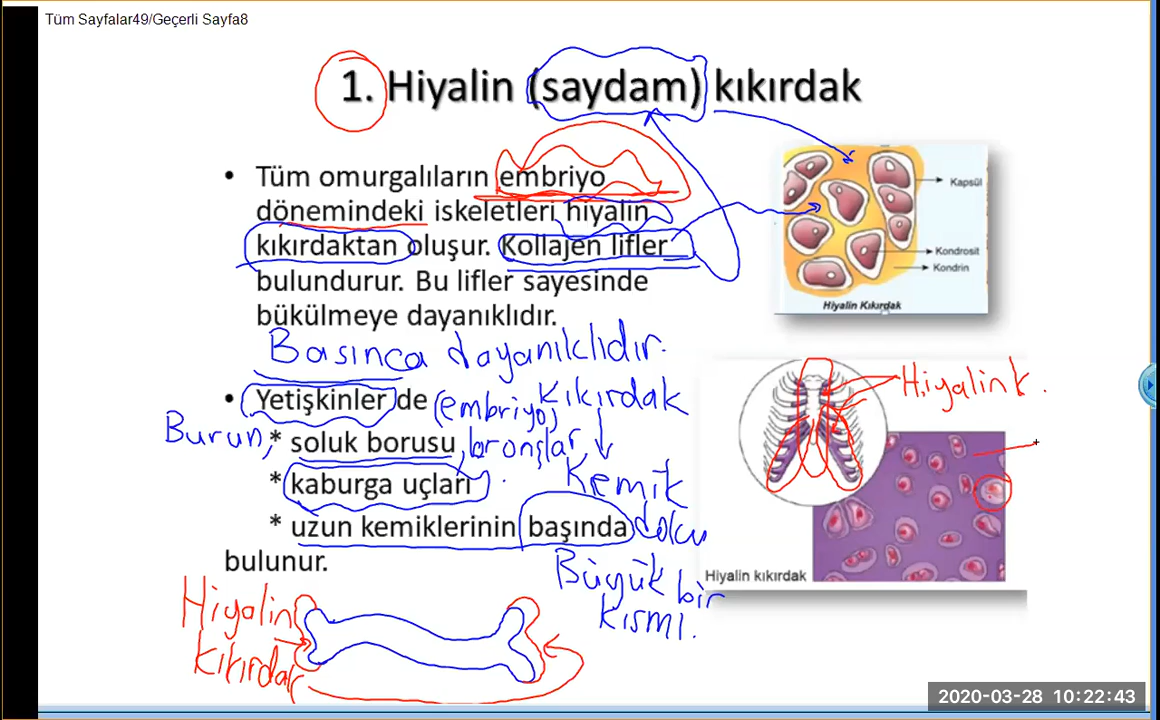 Tüm Sayfalar49/Geçerli Sayfa8
1. Hiyalin (saydam) kıkırdak
• Tüm omurgalıların embriyo
dönemindeki iskeletleri hiyalin
kıkırdaktan oluşur. Kollajen lifler
bulundurur. Bu lifler sayesinde
bükülmeye dayanıklıdır.
Basınca dayanıklıdır.
• Yetişkinler de
(embriyo)
kıkırdak
Burun,
* soluk borusu
, bronşlar
* kaburga uçları
Kemik
* uzun kemiklerinin başında
doku
bulunur.
Büyük bir
kısmı.
Hiyalin
kıkırdak
Kapsül
Kondrosit
Kondrin
Hiyalin Kıkırdak
Hiyalin k.
Hiyalin kıkırdak
2020-03-28 10:22:43